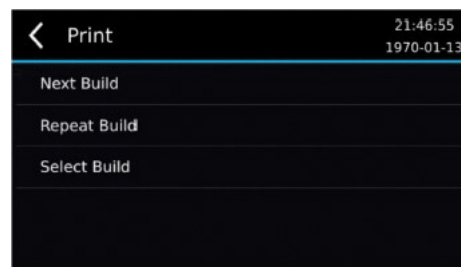 Print
21:46:55
1970-01-13
Next Build
Repeat Build
Select Build